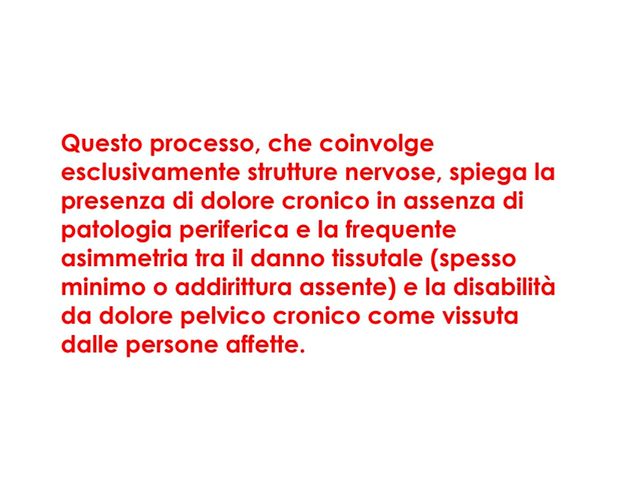 Questo processo, che coinvolge
esclusivamente strutture nervose, spiega la
presenza di dolore cronico in assenza di
patologia periferica e la frequente
asimmetria tra il danno tissutale (spesso
minimo o addirittura assente) e la disabilità
da dolore pelvico cronico come vissuta
dalle persone affette.